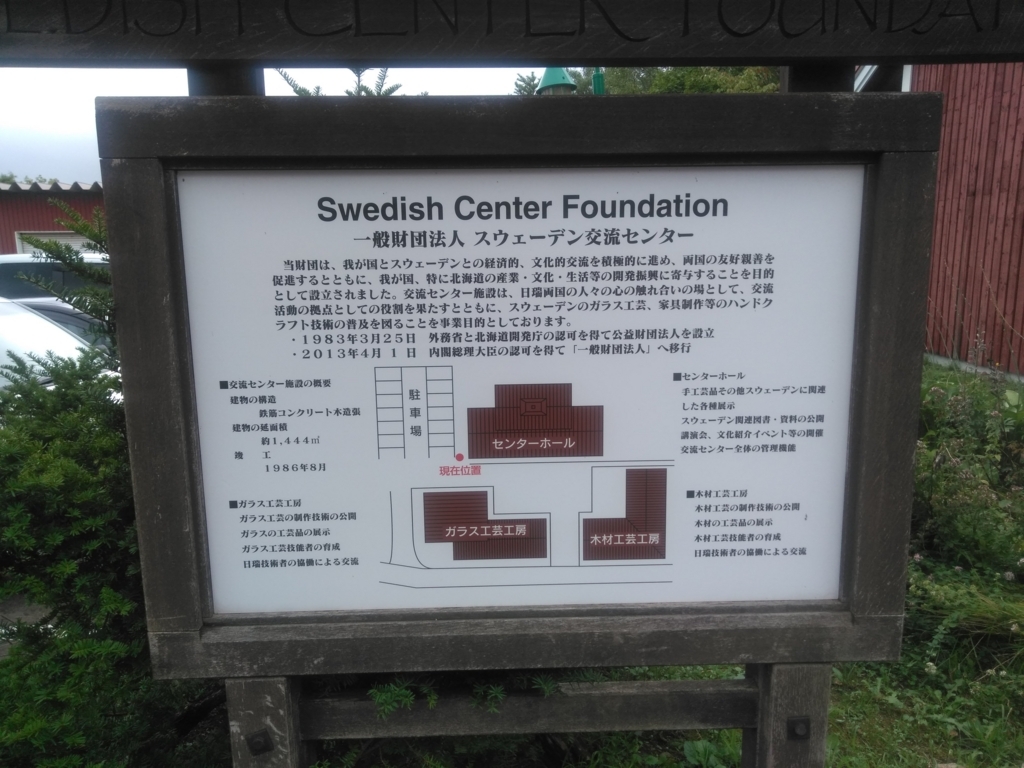 EDISH CENTER FOUNDAT
Swedish Center Foundation
一般財団法人 スウェーデン交流センター
当財団は、我が国とスウェーデンとの経済的、文化的交流を積極的に進め、両国の友好親善を
促進するとともに、我が国、特に北海道の産業・文化・生活等の開発振興に寄与することを目的
として設立されました。交流センター施設は、日瑞両国の人々の心の触れ合いの場として、交流
活動の拠点としての役割を果たすとともに、スウェーデンのガラス工芸、家具制作等のハンドク
ラフト技術の普及を図ることを事業目的としております。
・1983年3月25日 外務省と北海道開発庁の認可を得て公益財団法人を設立
・2013年4月 1 日 内閣総理大臣の認可を得て「一般財団法人」へ移行
■交流センター施設の概要
建物の構造
鉄筋コンクリート木造張
建物の延面積
約1,444㎡
竣 工
1986年8月
駐車場
センターホール
現在位置
■センターホール
手工芸品その他スウェーデンに関連
した各種展示
スウェーデン関連図書・資料の公開
講演会、文化紹介イベント等の開催
交流センター全体の管理機能
■ガラス工芸工房
ガラス工芸の制作技術の公開
ガラスの工芸品の展示
ガラス工芸技能者の育成
日瑞技術者の協働による交流
ガラス工芸工房
木材工芸工房
■木材工芸工房
木材工芸の制作技術の公開
木材の工芸品の展示
木材工芸技能者の育成
日瑞技術者の協働による交流